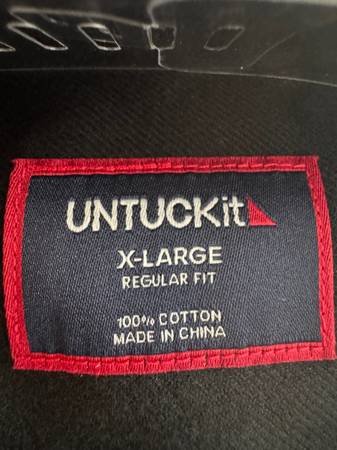 UNTUCKit
X-LARGE
REGULAR FIT
100% COTTON
MADE IN CHINA